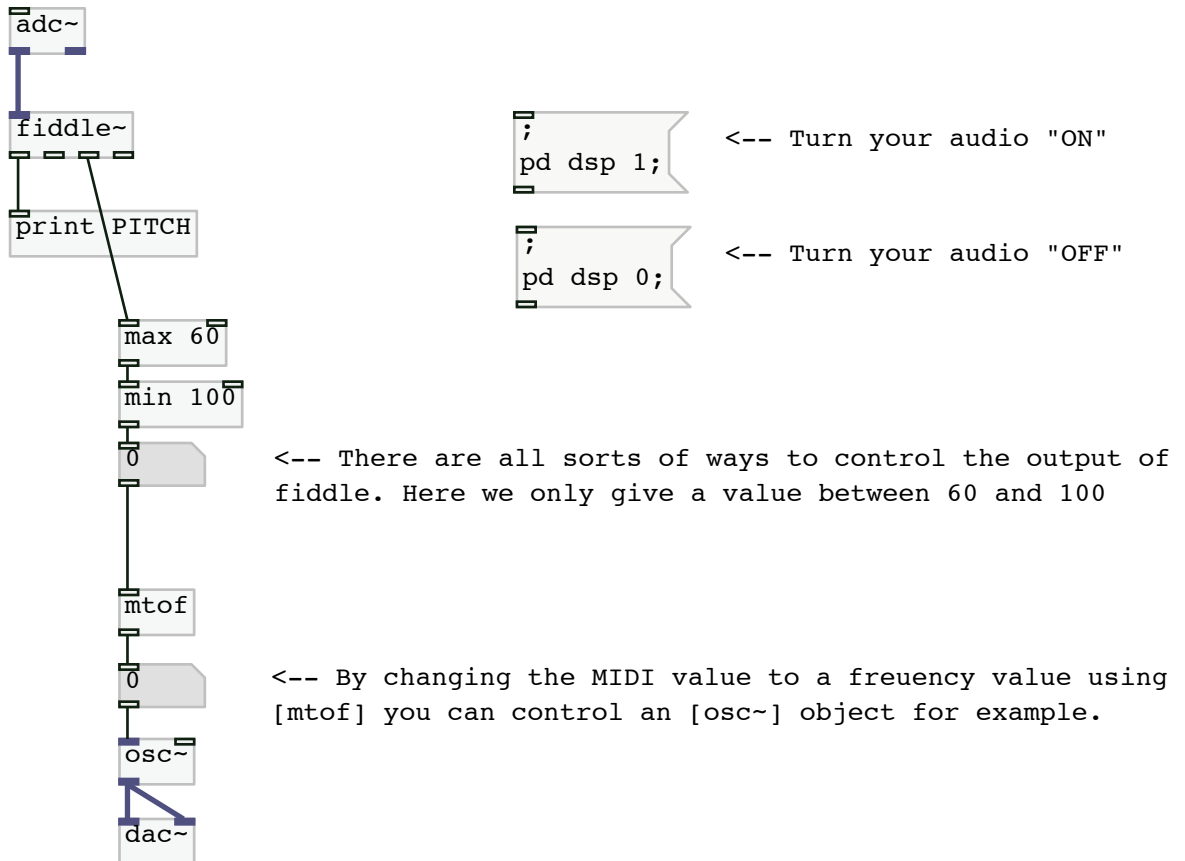 adc~
fiddle~
;
pd dsp 1;
<-- Turn your audio "ON"
print PITCH
;
pd dsp 0;
<-- Turn your audio "OFF"
max 60
min 100
0
<-- There are all sorts of ways to control the output of
fiddle. Here we only give a value between 60 and 100
mtof
0
<-- By changing the MIDI value to a freuency value using
[mtof] you can control an [osc~] object for example.
osc~
dac~